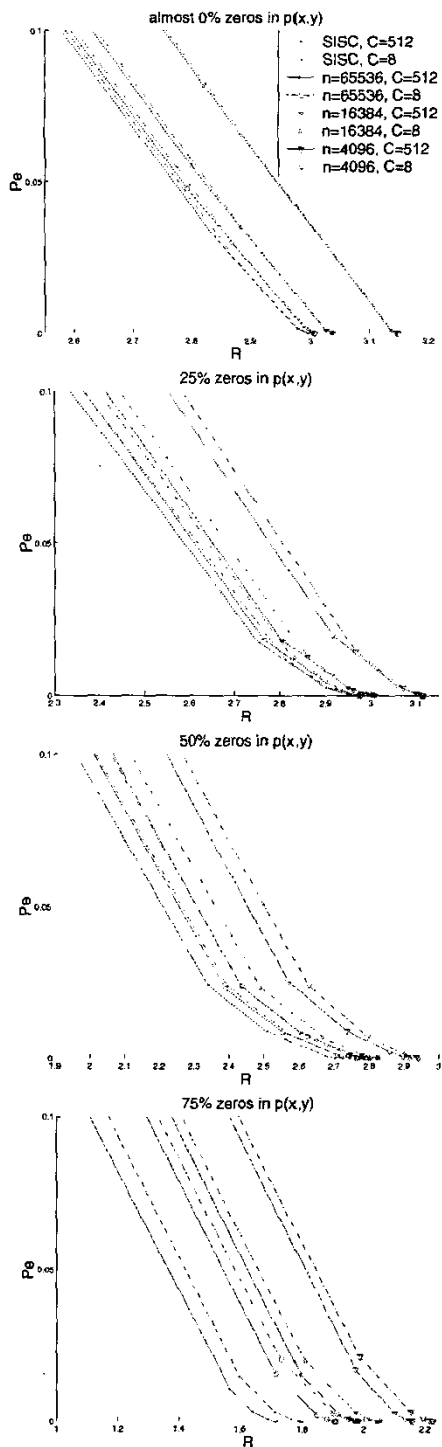 almost 0% zeros in p(x,y)
0.1
SISC, C=512
SISC, C=8
n=65536, C=512
n=65536, C=8
n=16384, C=512
n=16384, C=8
n=4096, C=512
n=4096, C=8
Pe
0.05
0
2.6 2.7 2.8 2.9 3 3.1 3.2
R
25% zeros in p(x,y)
0.1
Pe
0.05
0
2.3 2.4 2.5 2.6 2.7 2.8 2.9 3 3.1
R
50% zeros in p(x,y)
0.1
Pe
0.05
0
1.9 2 2.1 2.2 2.3 2.4 2.5 2.6 2.7 2.8 2.9 3
R
75% zeros in p(x,y)
0.1
Pe
0.05
0
1 1.2 1.4 1.6 1.8 2 2.2
R